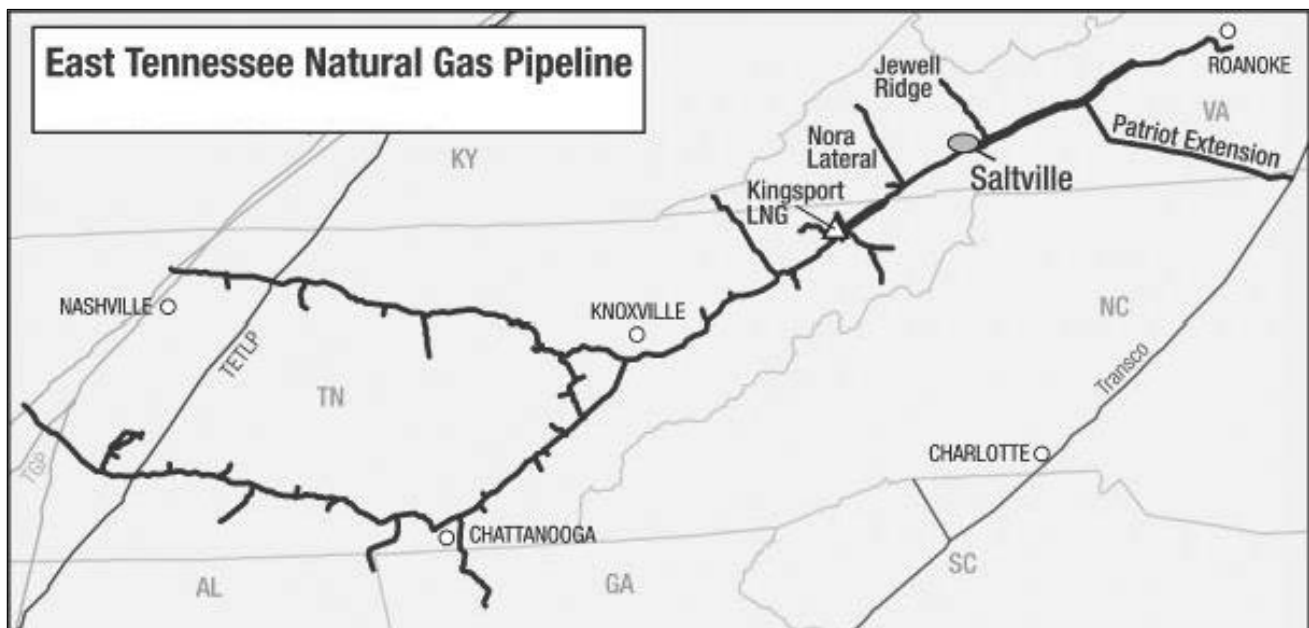 East Tennessee Natural Gas Pipeline
Jewell
Ridge
ROANOKE
VA
Patriot Extension
Nora
Lateral
KY
Saltville
Kingsport
LNG
NASHVILLE
KNOXVILLE
NC
TETLP
Transco
TN
CHARLOTTE
TGP
CHATTANOOGA
SC
AL
GA